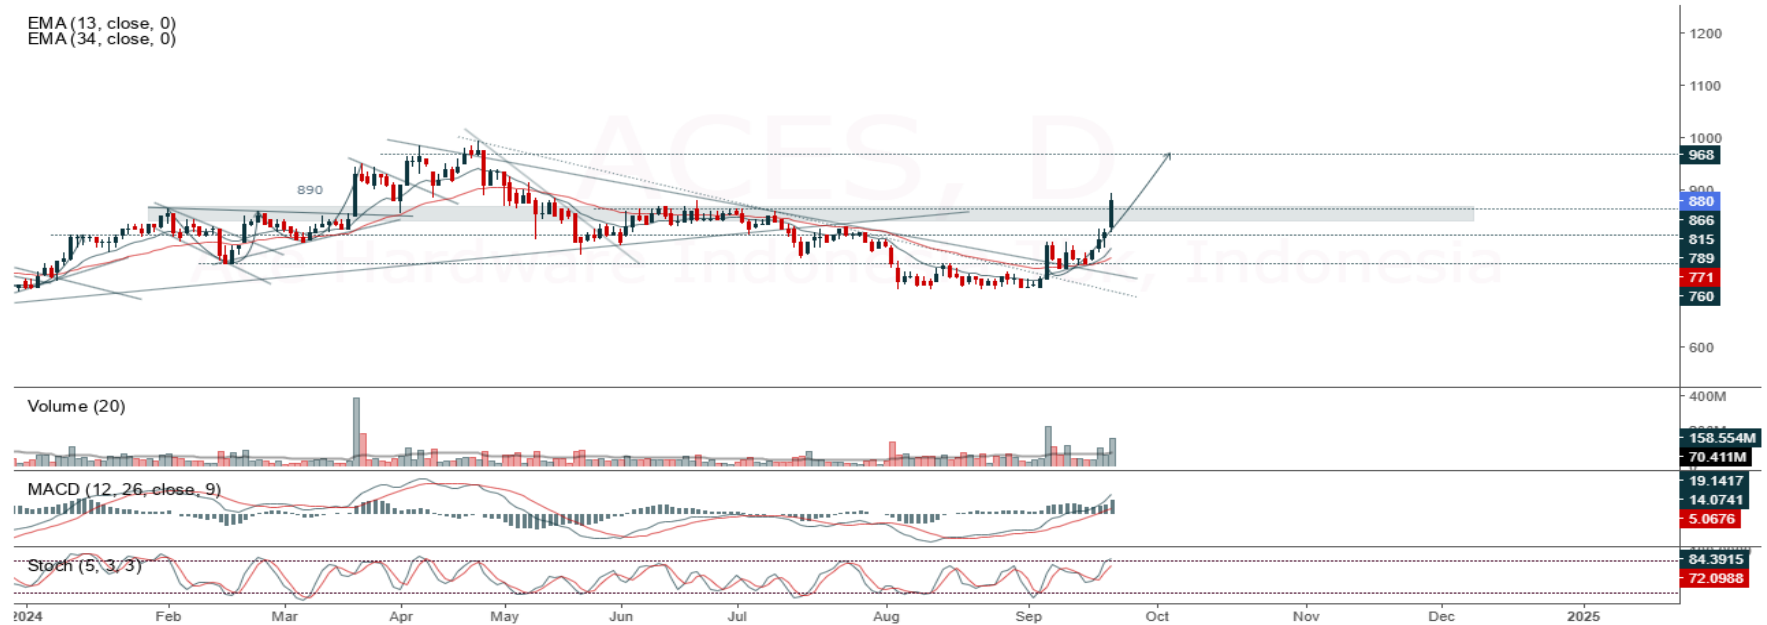 EMA (13, close, 0)
EMA (34, close, 0)
ACES, D
1200
1100
1000
968
900
880
866
815
789
771
760
600
890
Volume (20)
400M
158.554M
70.411M
MACD (12, 26, close, 9)
19.1417
14.0741
5.0676
Stoch (5, 3, 3)
84.3915
72.0988
2024 Feb Mar Apr May Jun Jul Aug Sep Oct Nov Dec 2025